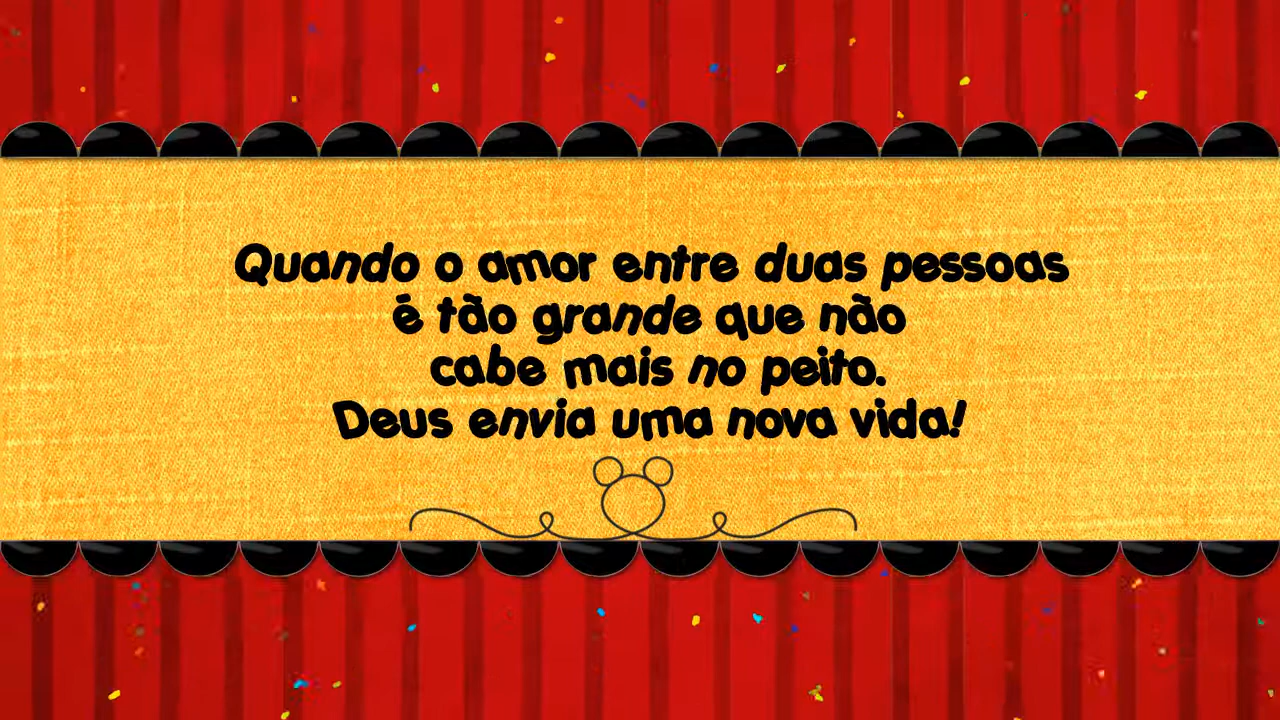 Quando o amor entre duas pessoas
é tão grande que não
cabe mais no peito.
Deus envia uma nova vida!